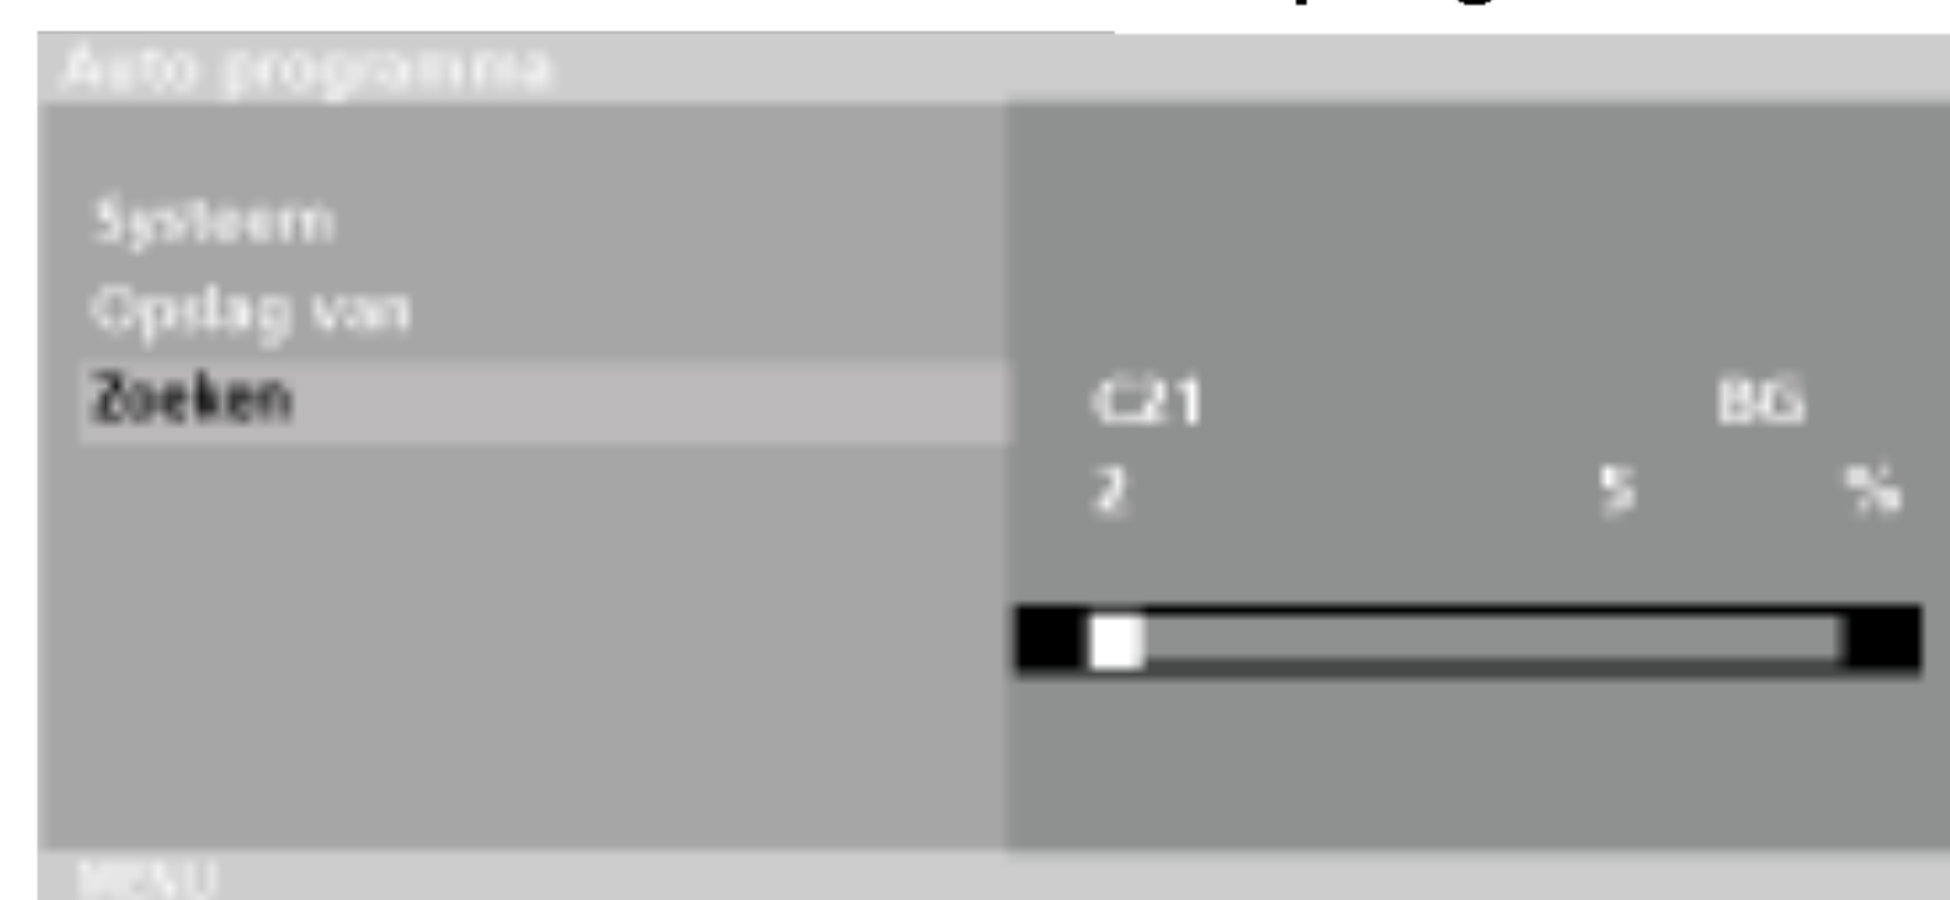 Auto programma
Systeem
Opslag van
Zoeken C21 BG
2 5 %
MENU